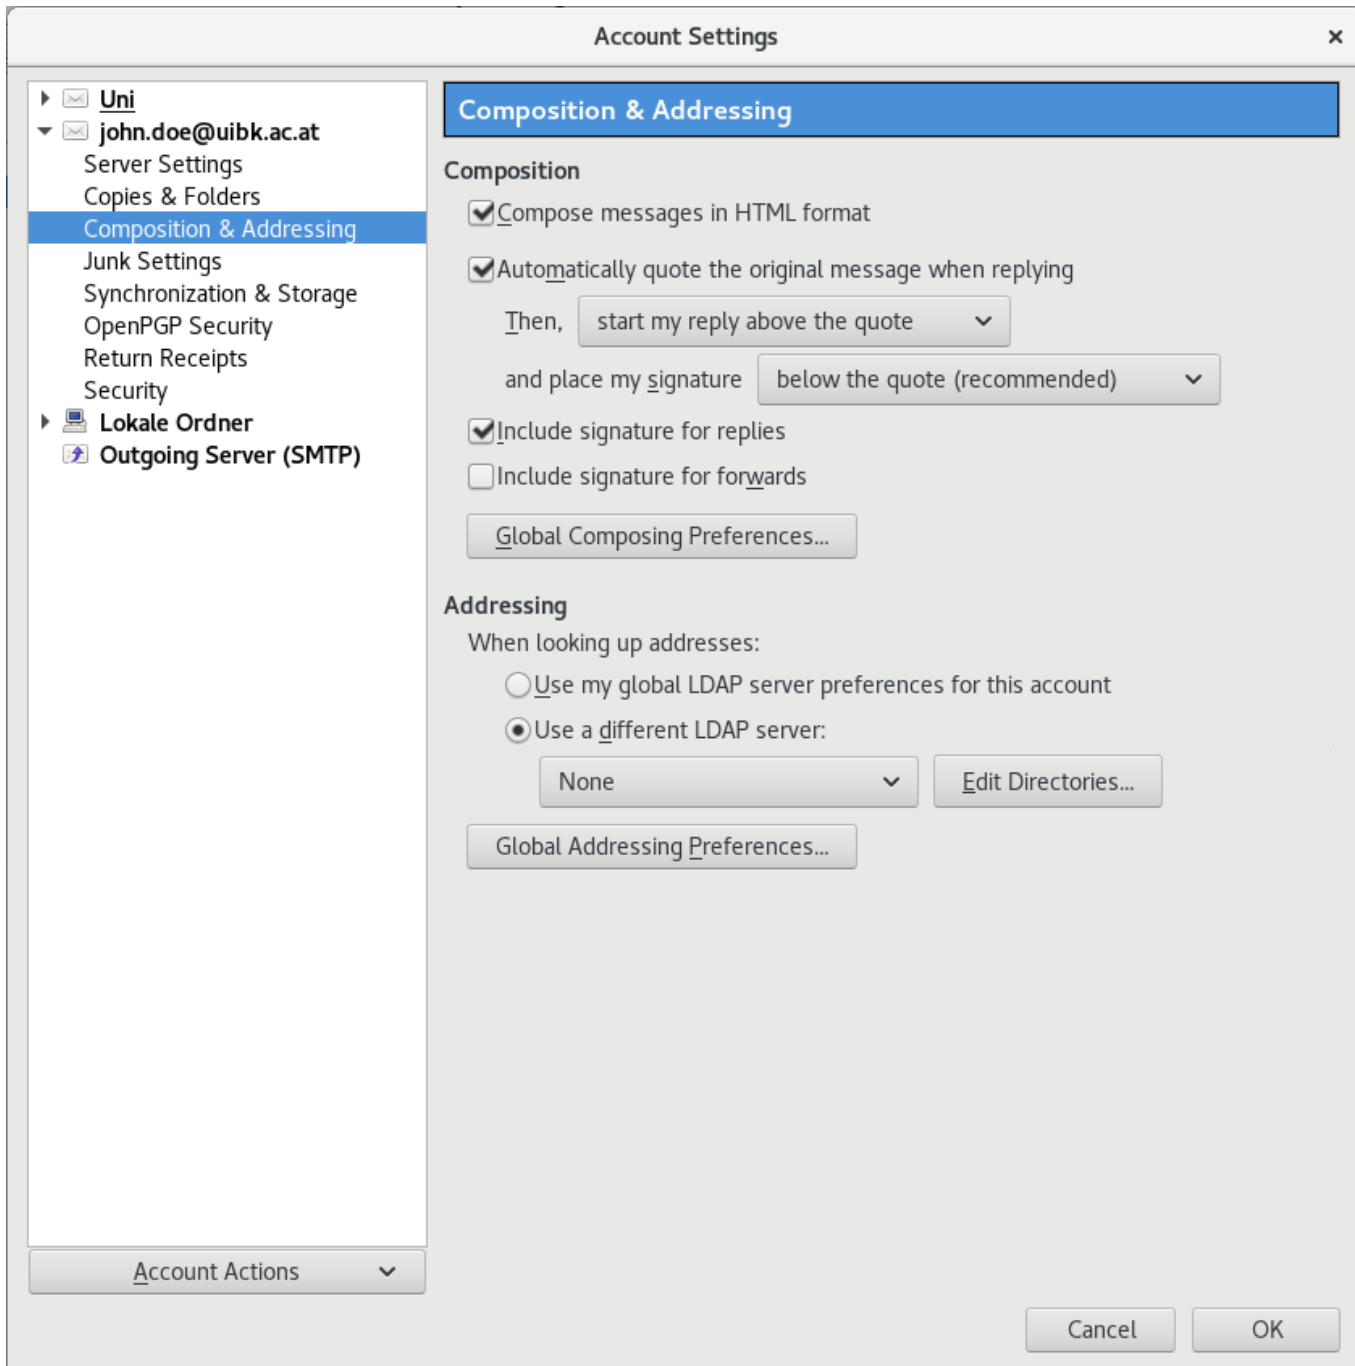 Account Settings
Uni
john.doe@uibk.ac.at
Server Settings
Copies & Folders
Composition & Addressing
Junk Settings
Synchronization & Storage
OpenPGP Security
Return Receipts
Security
Lokale Ordner
Outgoing Server (SMTP)
Account Actions
Composition & Addressing
Composition
Compose messages in HTML format
Automatically quote the original message when replying
Then, start my reply above the quote
and place my signature below the quote (recommended)
Include signature for replies
Include signature for forwards
Global Composing Preferences...
Addressing
When looking up addresses:
Use my global LDAP server preferences for this account
Use a different LDAP server:
None Edit Directories...
Global Addressing Preferences...
Cancel OK